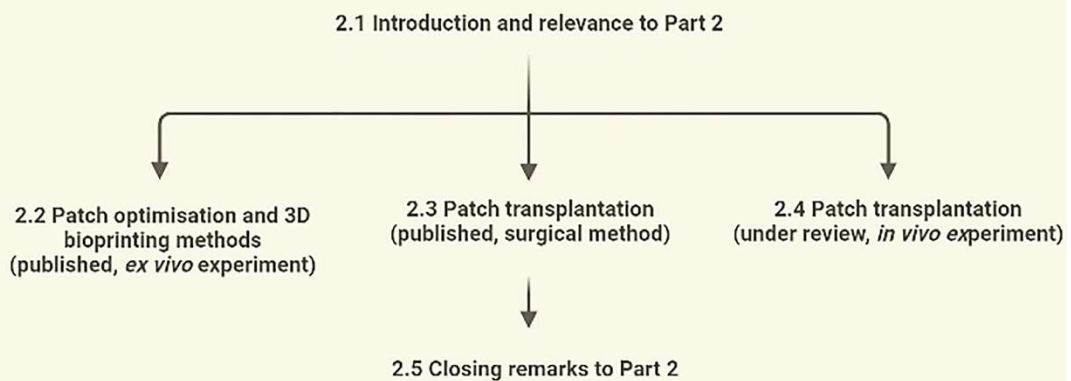 2.1 Introduction and relevance to Part 2
2.2 Patch optimisation and 3D
bioprinting methods
(published, ex vivo experiment)
2.3 Patch transplantation
(published, surgical method)
2.4 Patch transplantation
(under review, in vivo experiment)
2.5 Closing remarks to Part 2